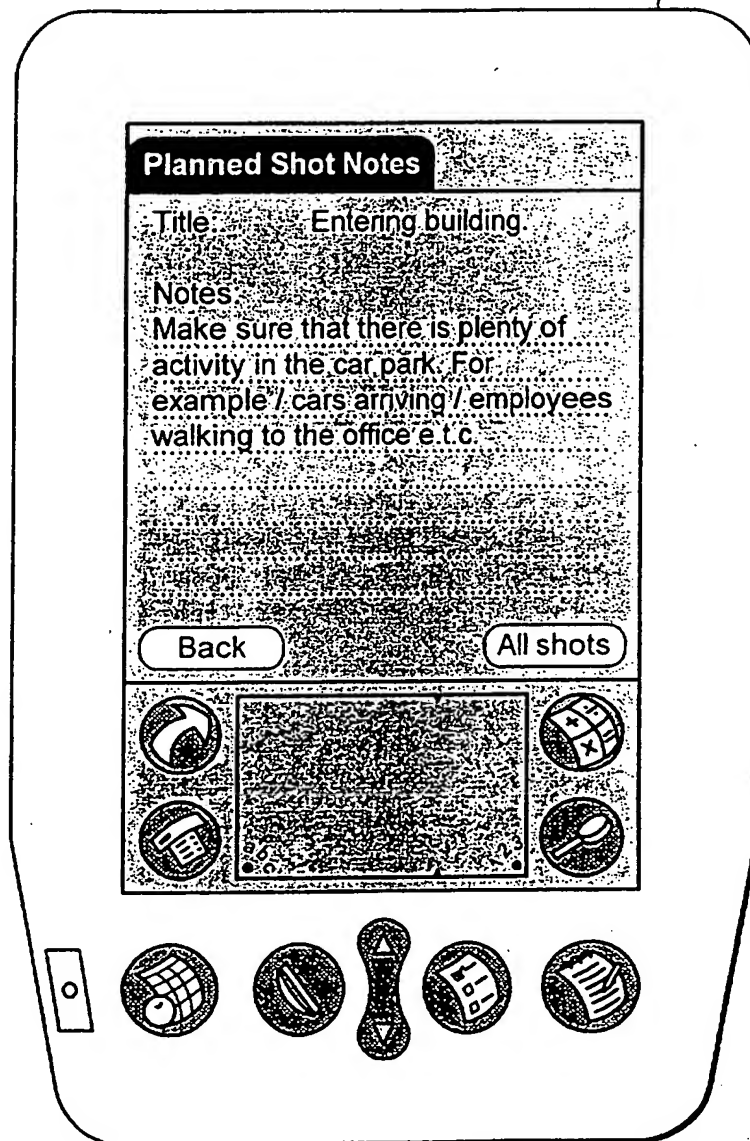 Planned Shot Notes
Title: Entering building.
Notes
Make sure that there is plenty of
activity in the car park. For
example / cars arriving / employees
walking to the office e.t.c.
Back
All shots